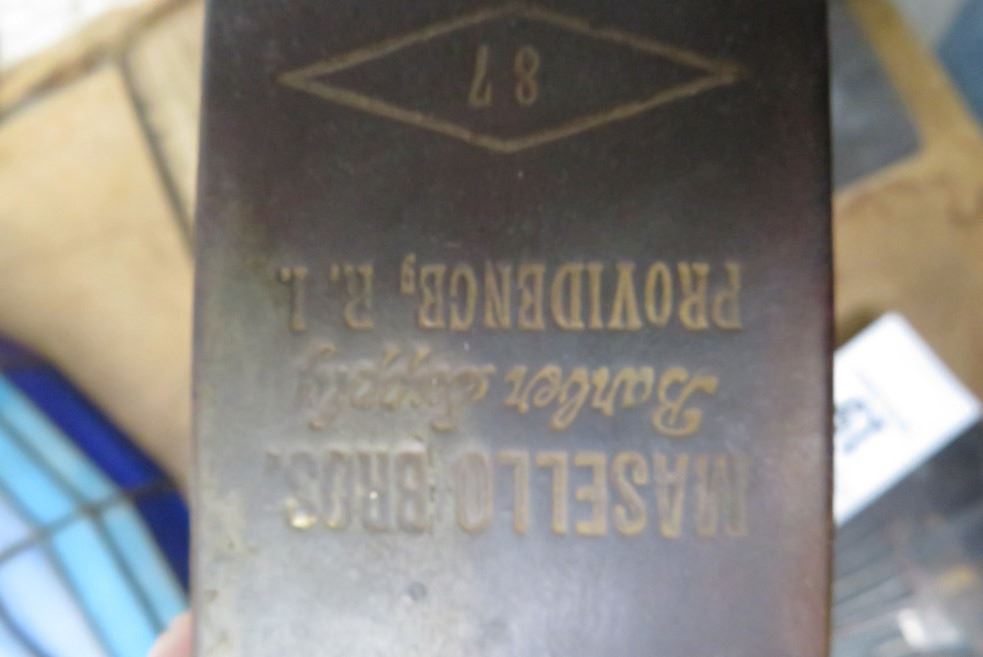 MASELLO BROS.
Barber Supply
PROVIDENCE, R. I.
87